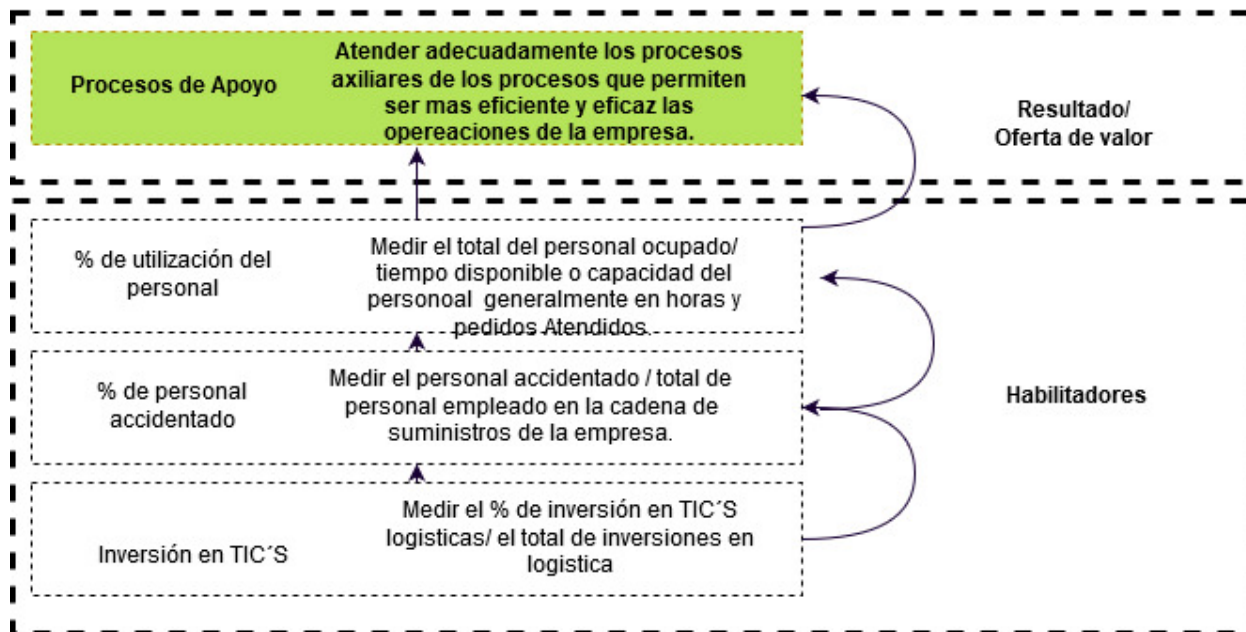 Procesos de Apoyo
Atender adecuadamente los procesos
axiliares de los procesos que permiten
ser mas eficiente y eficaz las
opereaciones de la empresa.
Resultado/
Oferta de valor
% de utilización del
personal
Medir el total del personal ocupado/
tiempo disponible o capacidad del
personoal generalmente en horas y
pedidos Atendidos.
% de personal
accidentado
Medir el personal accidentado / total de
personal empleado en la cadena de
suministros de la empresa.
Habilitadores
Inversión en TIC´S
Medir el % de inversión en TIC´S
logisticas/ el total de inversiones en
logistica